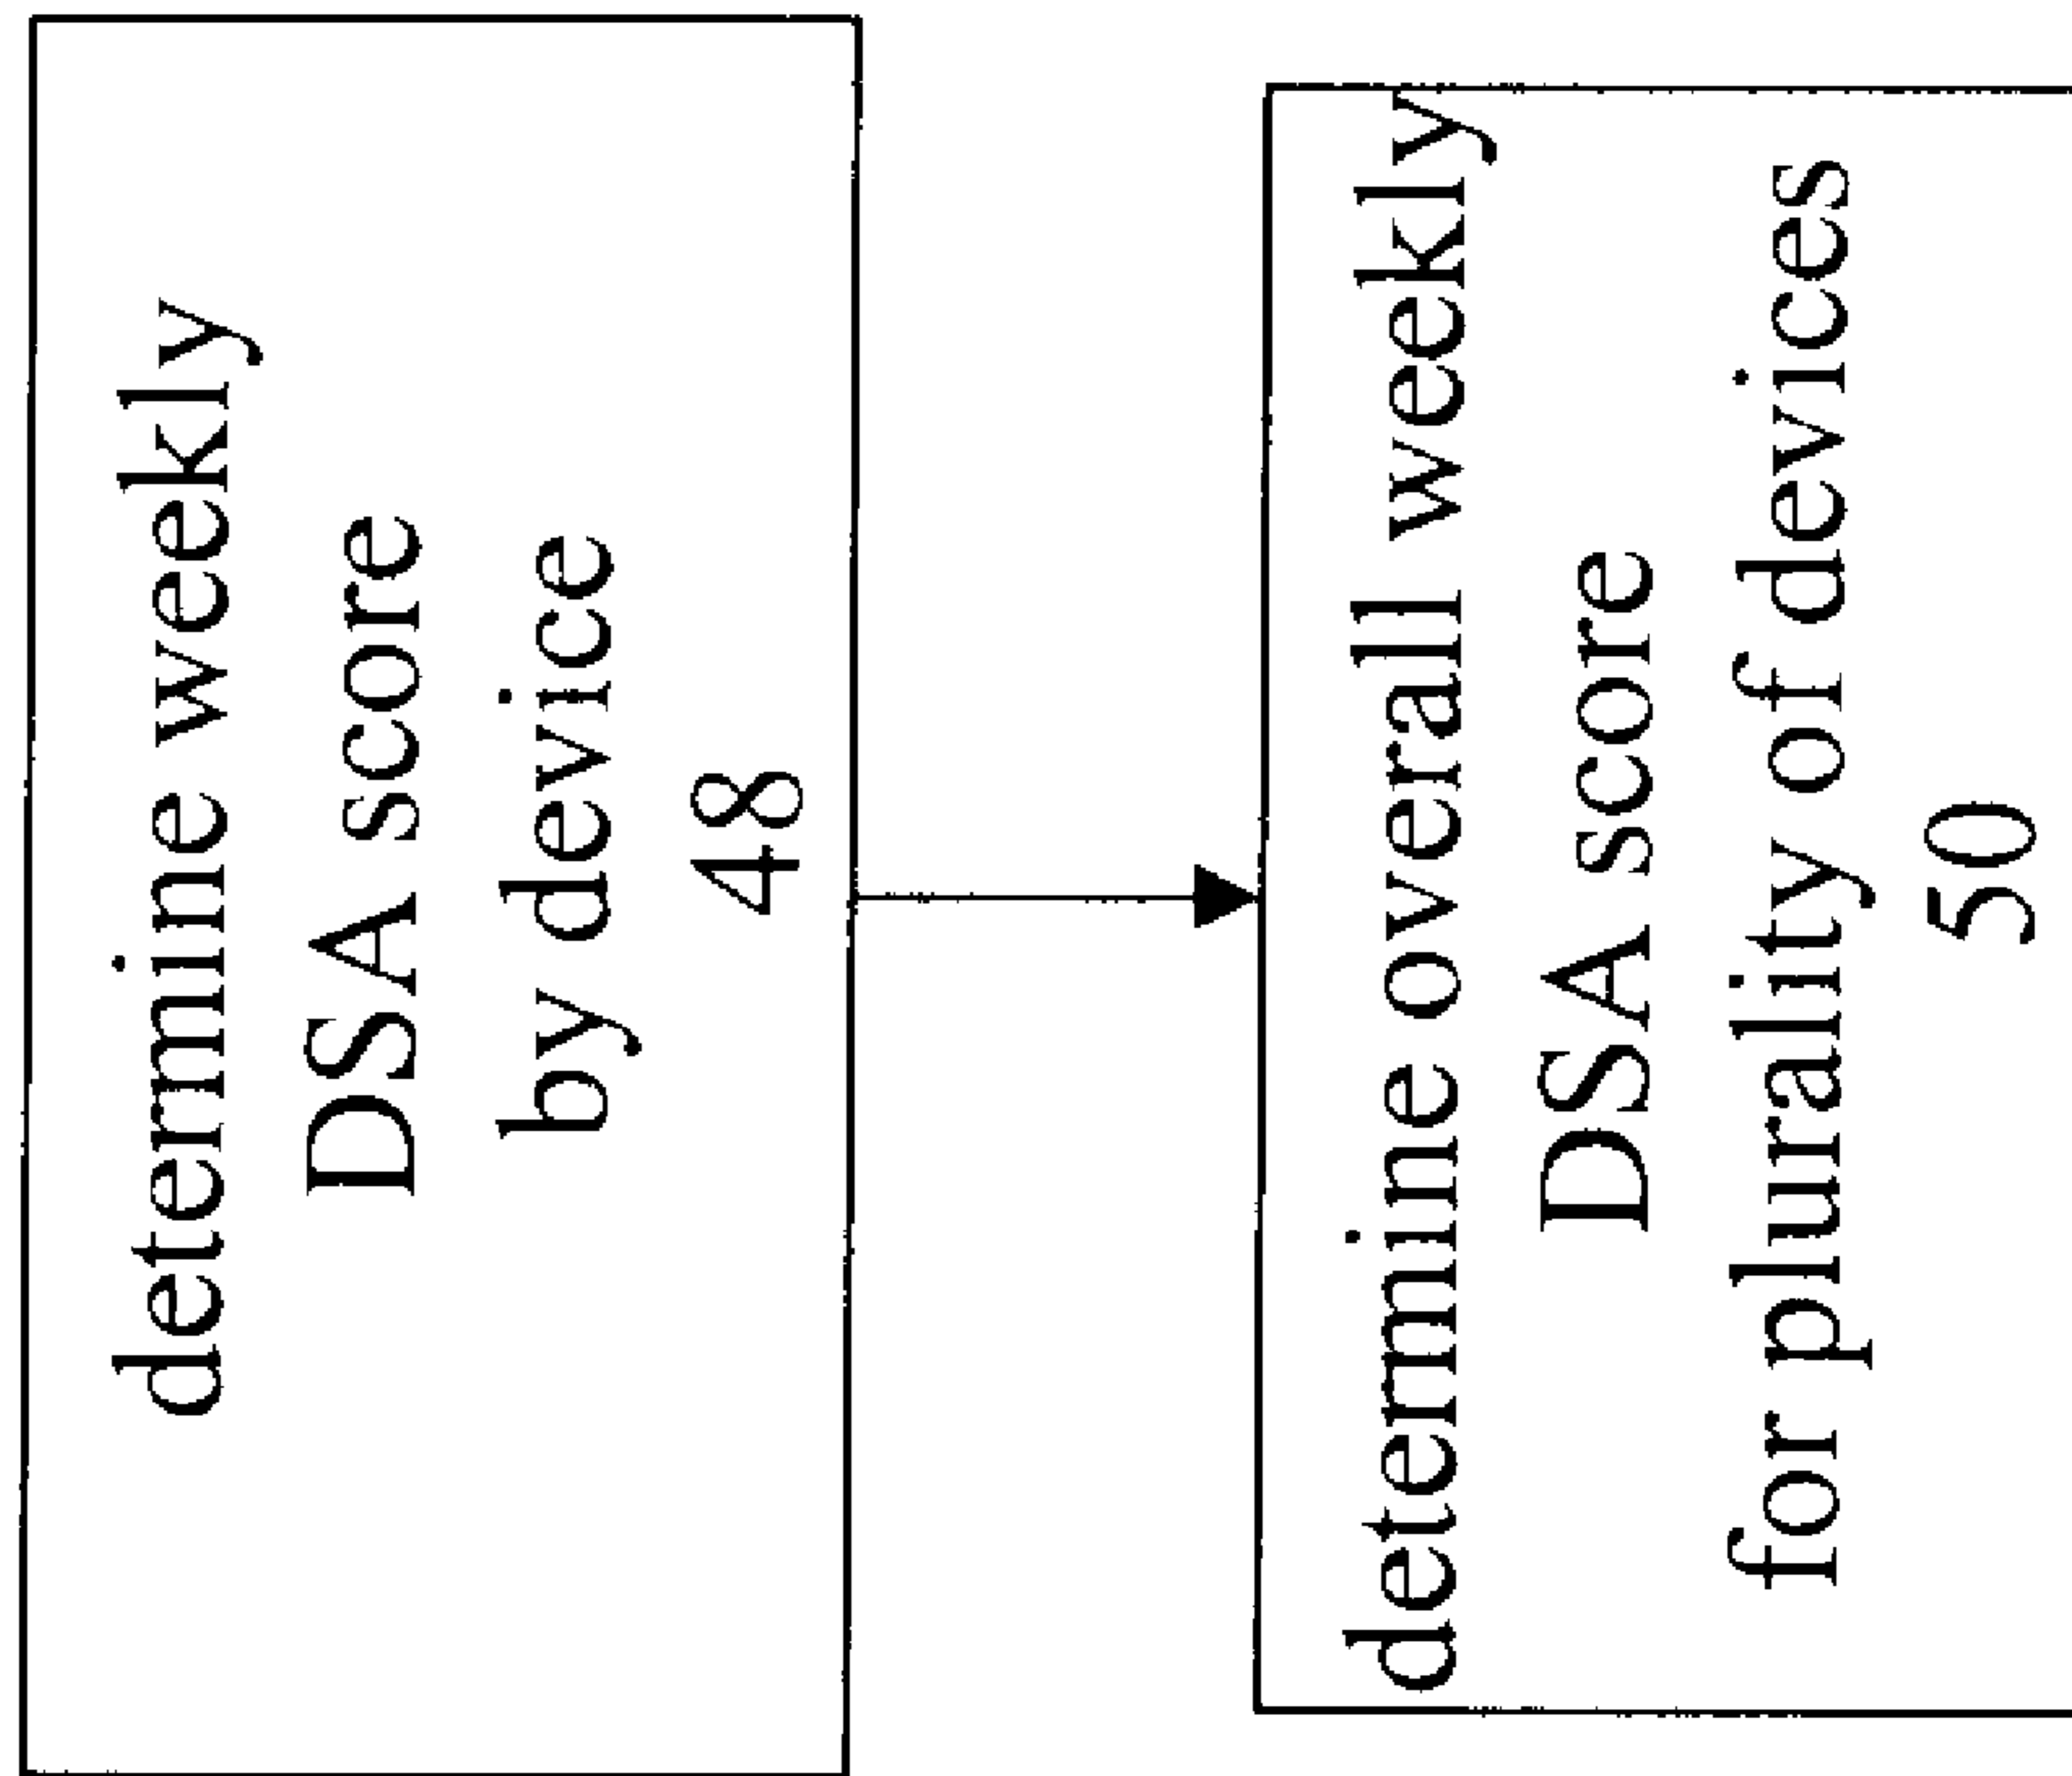 determine weekly
DSA score
by device
48
determine overall weekly
DSA score
for plurality of devices
50